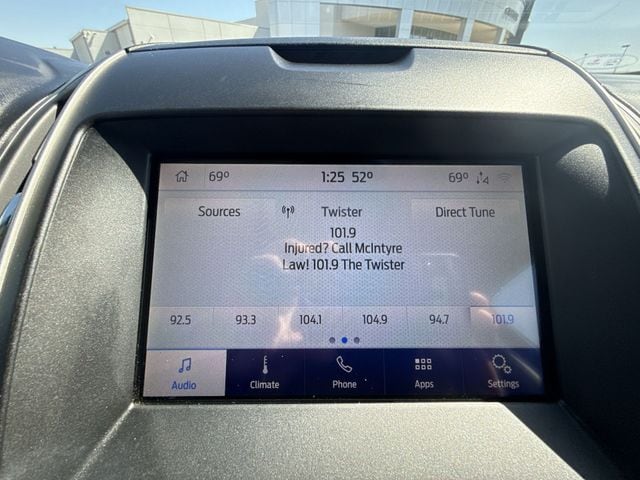 69° 1:25 52° 69°
Sources Twister Direct Tune
101.9
Injured? Call McIntyre
Law! 101.9 The Twister
92.5 93.3 104.1 104.9 94.7 101.9
Audio Climate Phone Apps Settings